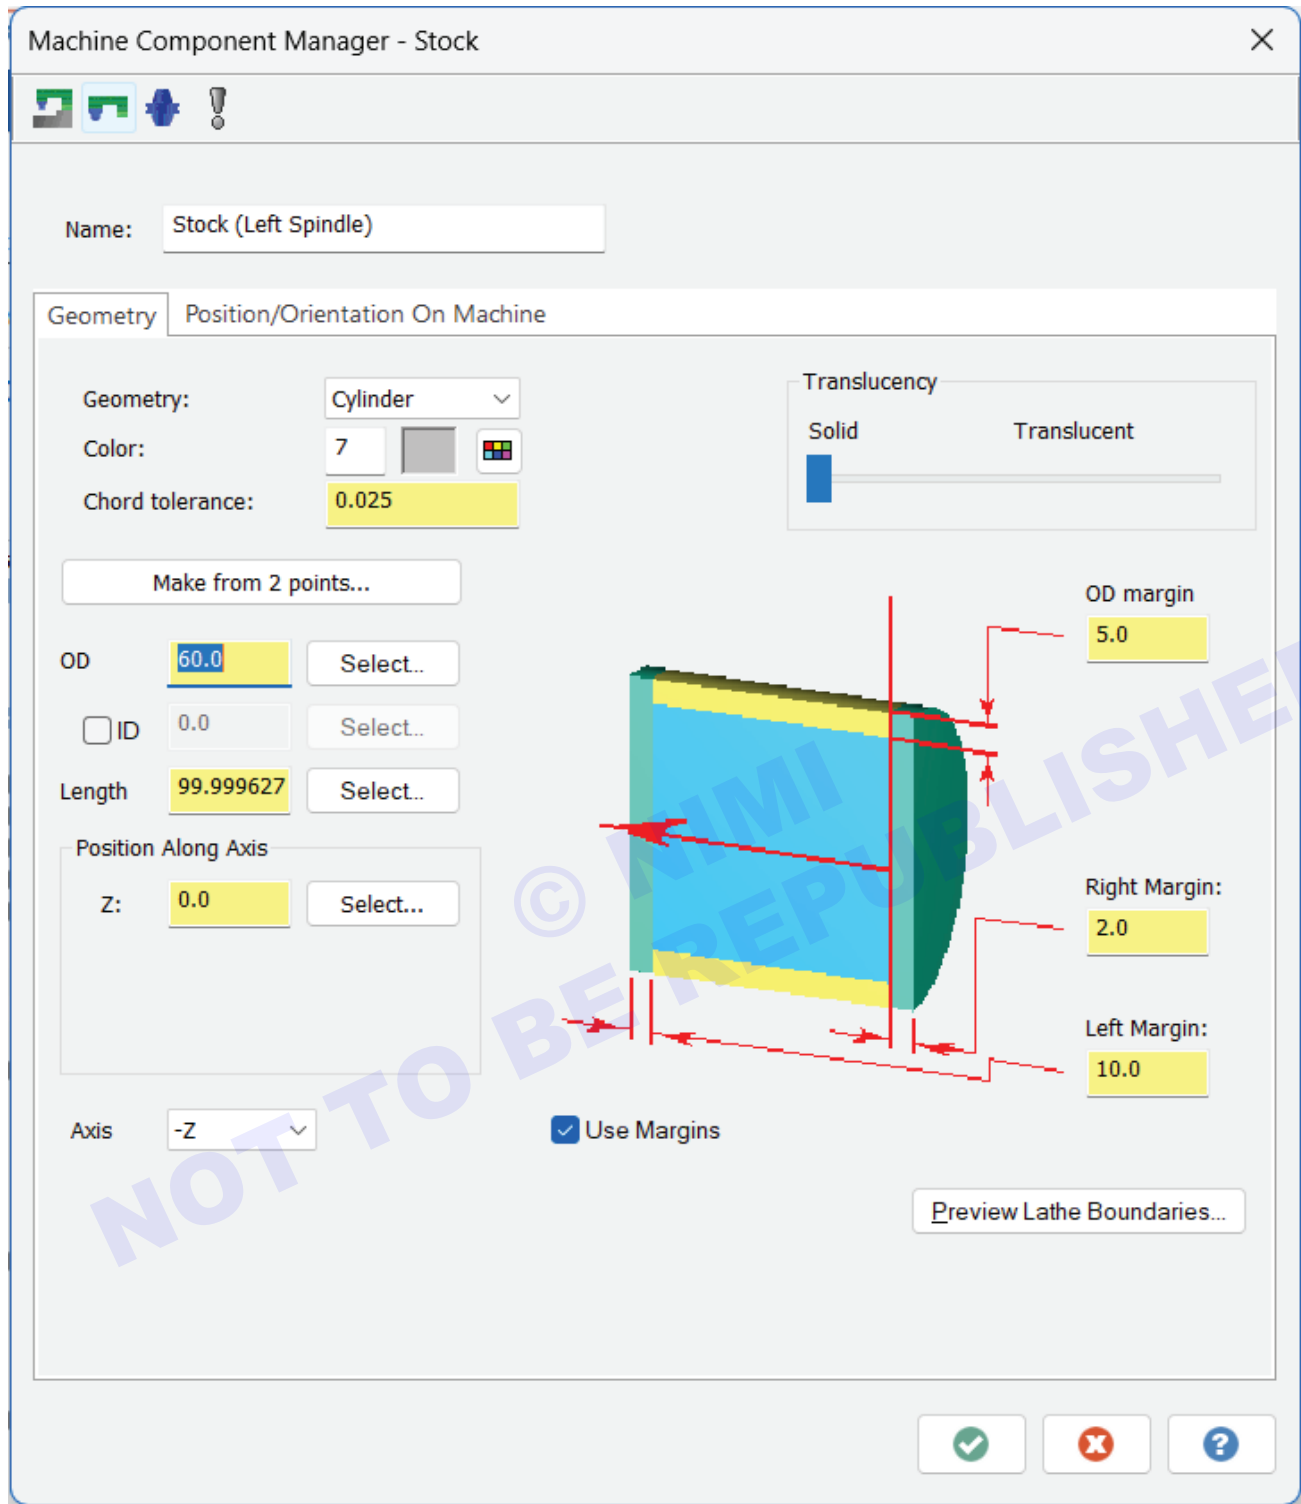 Machine Component Manager - Stock
Name: Stock (Left Spindle)
Geometry Position/Orientation On Machine
Geometry: Cylinder
Color: 7
Chord tolerance: 0.025
Translucency
Solid Translucent
Make from 2 points...
OD margin
5.0
OD 60.0 Select...
ID 0.0 Select...
Length 99.999627 Select...
Position Along Axis
Z: 0.0 Select...
Right Margin:
2.0
Left Margin:
10.0
Axis -Z
Use Margins
Preview Lathe Boundaries...
© NIMI
NOT TO BE REPUBLISHE